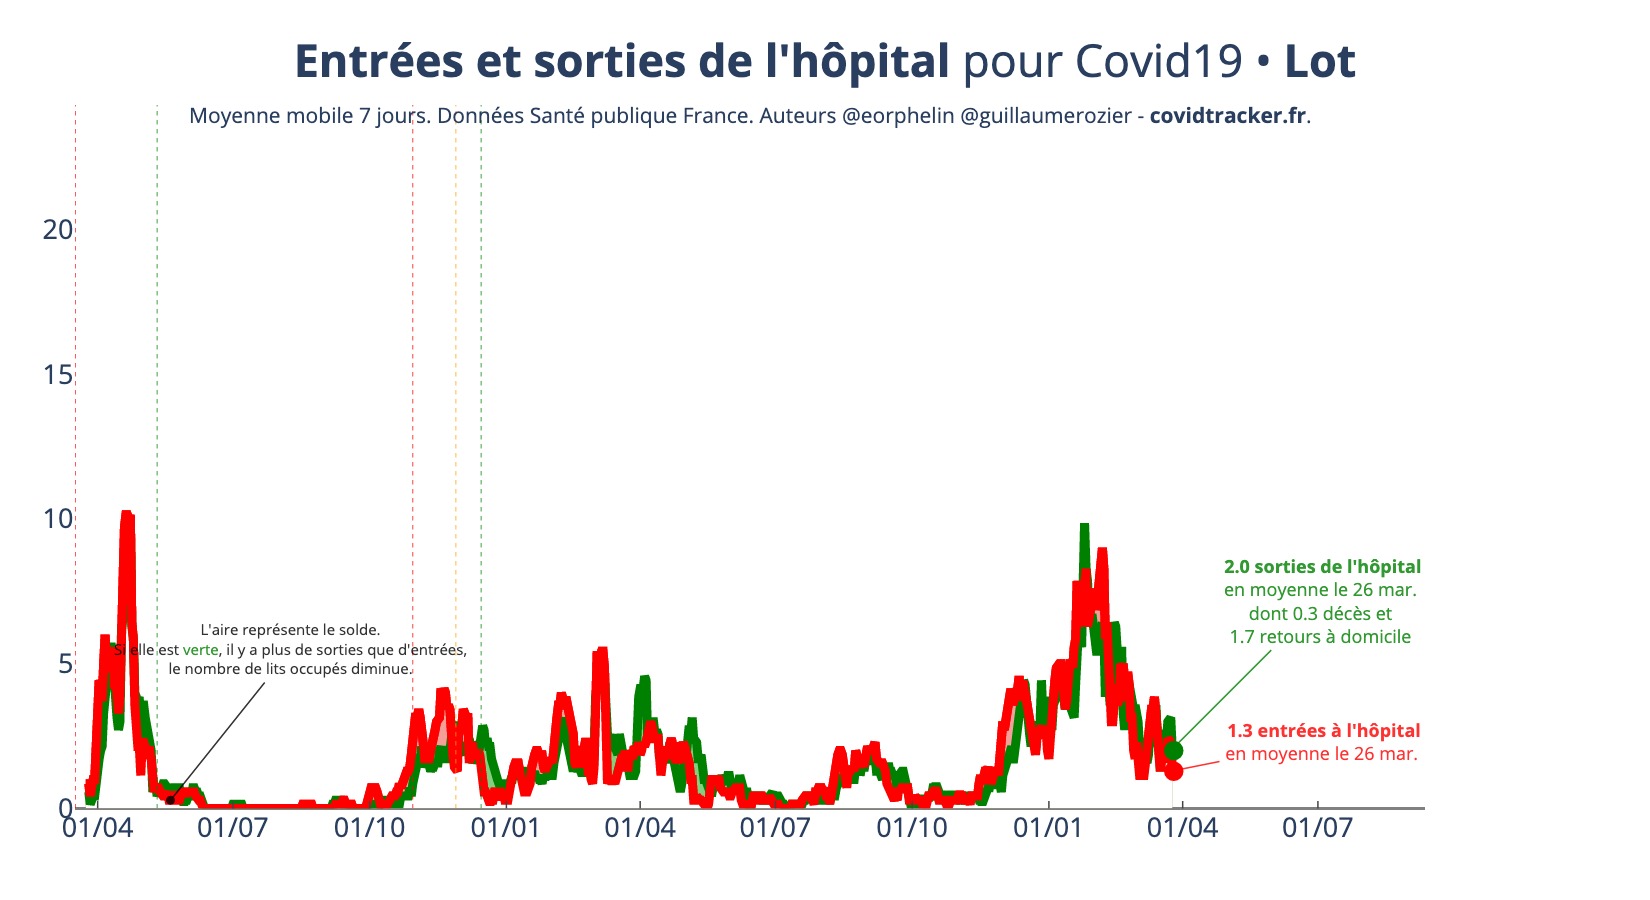 Entrées et sorties de l'hôpital pour Covid19 • Lot
Moyenne mobile 7 jours. Données Santé publique France. Auteurs @eorphelin @guillaumerozier - covidtracker.fr.
20
15
10
5
0
L'aire représente le solde.
Si elle est verte, il y a plus de sorties que d'entrées,
le nombre de lits occupés diminue.
2.0 sorties de l'hôpital
en moyenne le 26 mar.
dont 0.3 décès et
1.7 retours à domicile
1.3 entrées à l'hôpital
en moyenne le 26 mar.
01/04 01/07 01/10 01/01 01/04 01/07 01/10 01/01 01/04 01/07